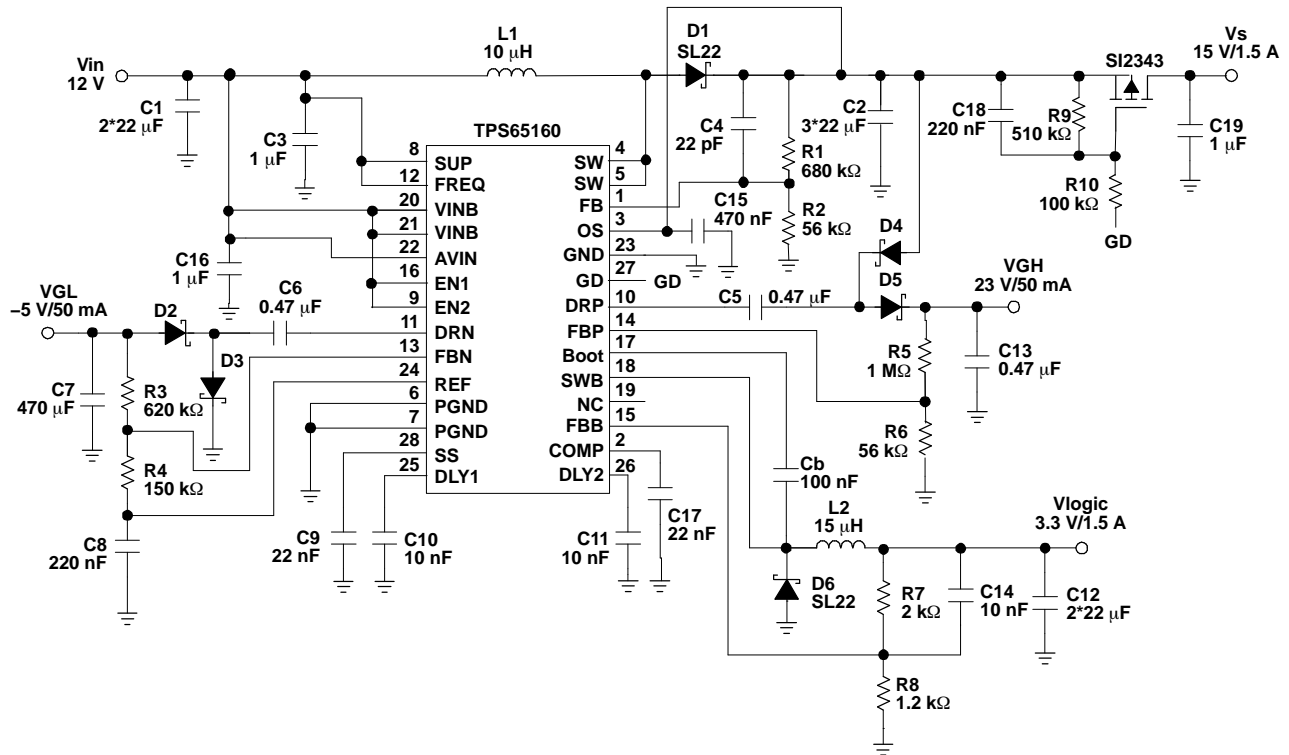 Vin
12 V
C1
2*22 μF
C3
1 μF
L1
10 μH
D1
SL22
C4
22 pF
R1
680 kΩ
C2
3*22 μF
C18
220 nF
R9
510 kΩ
SI2343
Vs
15 V/1.5 A
C19
1 μF
R10
100 kΩ
GD
TPS65160
8
SUP
12
FREQ
20
VINB
21
VINB
22
AVIN
16
EN1
9
EN2
11
DRN
13
FBN
24
REF
6
PGND
7
PGND
28
SS
25
DLY1
4
SW
5
SW
1
FB
3
OS
23
GND
27
GD
10
DRP
14
FBP
17
Boot
18
SWB
19
NC
15
FBB
2
COMP
26
DLY2
C15
470 nF
R2
56 kΩ
GD
D4
D5
C5
0.47 μF
VGH
23 V/50 mA
R5
1 MΩ
C13
0.47 μF
R6
56 kΩ
C16
1 μF
VGL
–5 V/50 mA
D2
C6
0.47 μF
D3
C7
470 μF
R3
620 kΩ
R4
150 kΩ
C8
220 nF
C9
22 nF
C10
10 nF
C11
10 nF
C17
22 nF
Cb
100 nF
L2
15 μH
Vlogic
3.3 V/1.5 A
D6
SL22
R7
2 kΩ
C14
10 nF
C12
2*22 μF
R8
1.2 kΩ